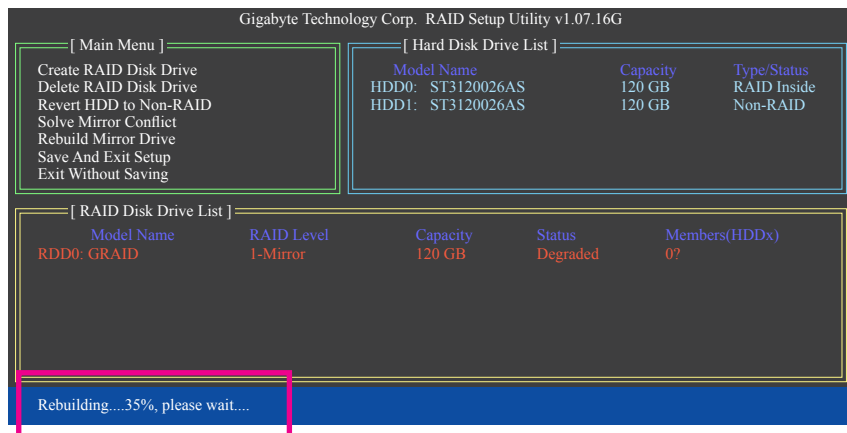 Gigabyte Technology Corp. RAID Setup Utility v1.07.16G
[ Main Menu ]
Create RAID Disk Drive
Delete RAID Disk Drive
Revert HDD to Non-RAID
Solve Mirror Conflict
Rebuild Mirror Drive
Save And Exit Setup
Exit Without Saving
[ Hard Disk Drive List ]
Model Name Capacity Type/Status
HDD0: ST3120026AS 120 GB RAID Inside
HDD1: ST3120026AS 120 GB Non-RAID
[ RAID Disk Drive List ]
Model Name RAID Level Capacity Status Members(HDDx)
RDD0: GRAID 1-Mirror 120 GB Degraded 0?
Rebuilding....35%, please wait....